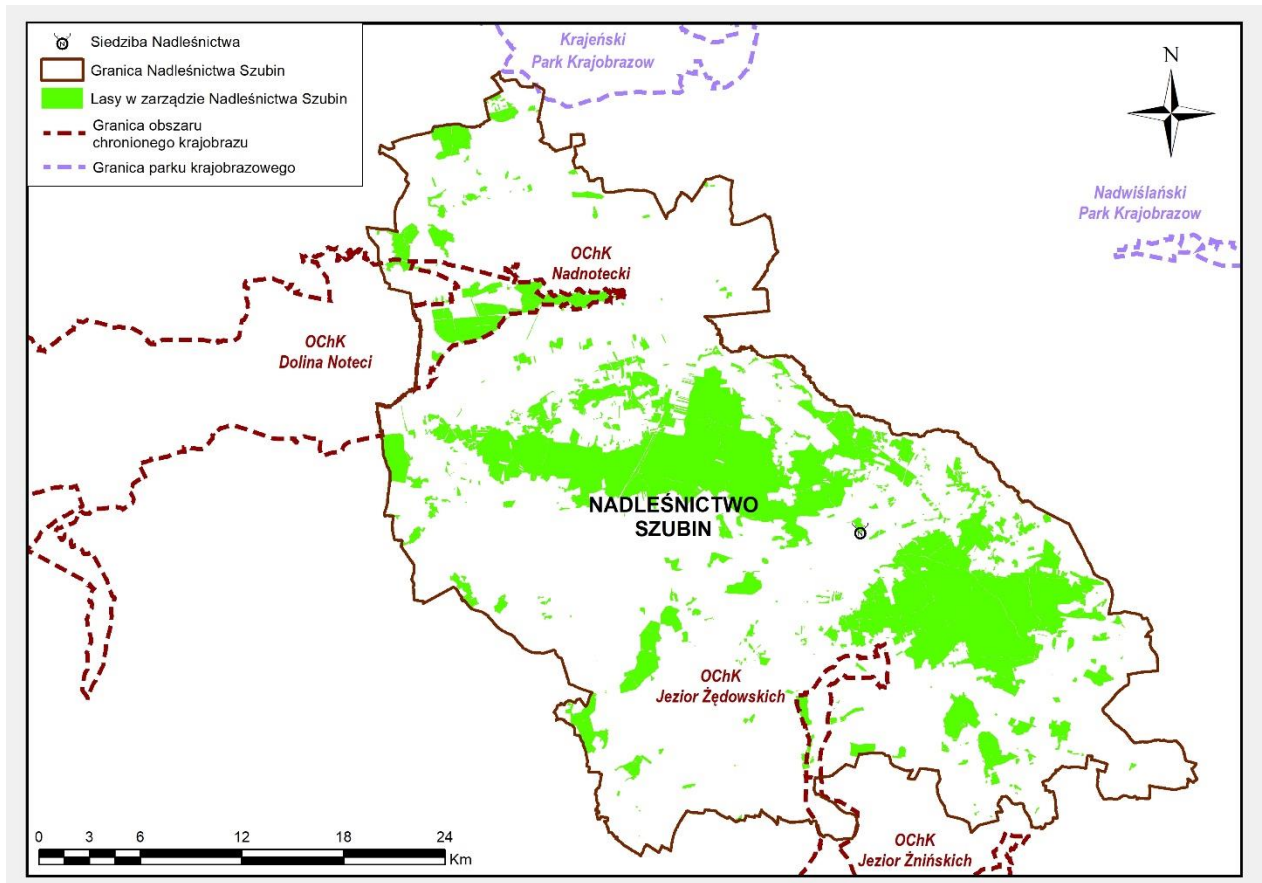 Siedziba Nadleśnictwa
Granica Nadleśnictwa Szubin
Lasy w zarządzie Nadleśnictwa Szubin
Granica obszaru
chronionego krajobrazu
Granica parku krajobrazowego
Krajeński
Park Krajobrazow
N
Nadwiślański
Park Krajobrazow
OChK
Nadnotecki
OChK
Dolina Noteci
NADLEŚNICTWO
SZUBIN
N
OChK
Jezior Żędowskich
OChK
Jezior Żnińskich
0 3 6 12 18 24
Km